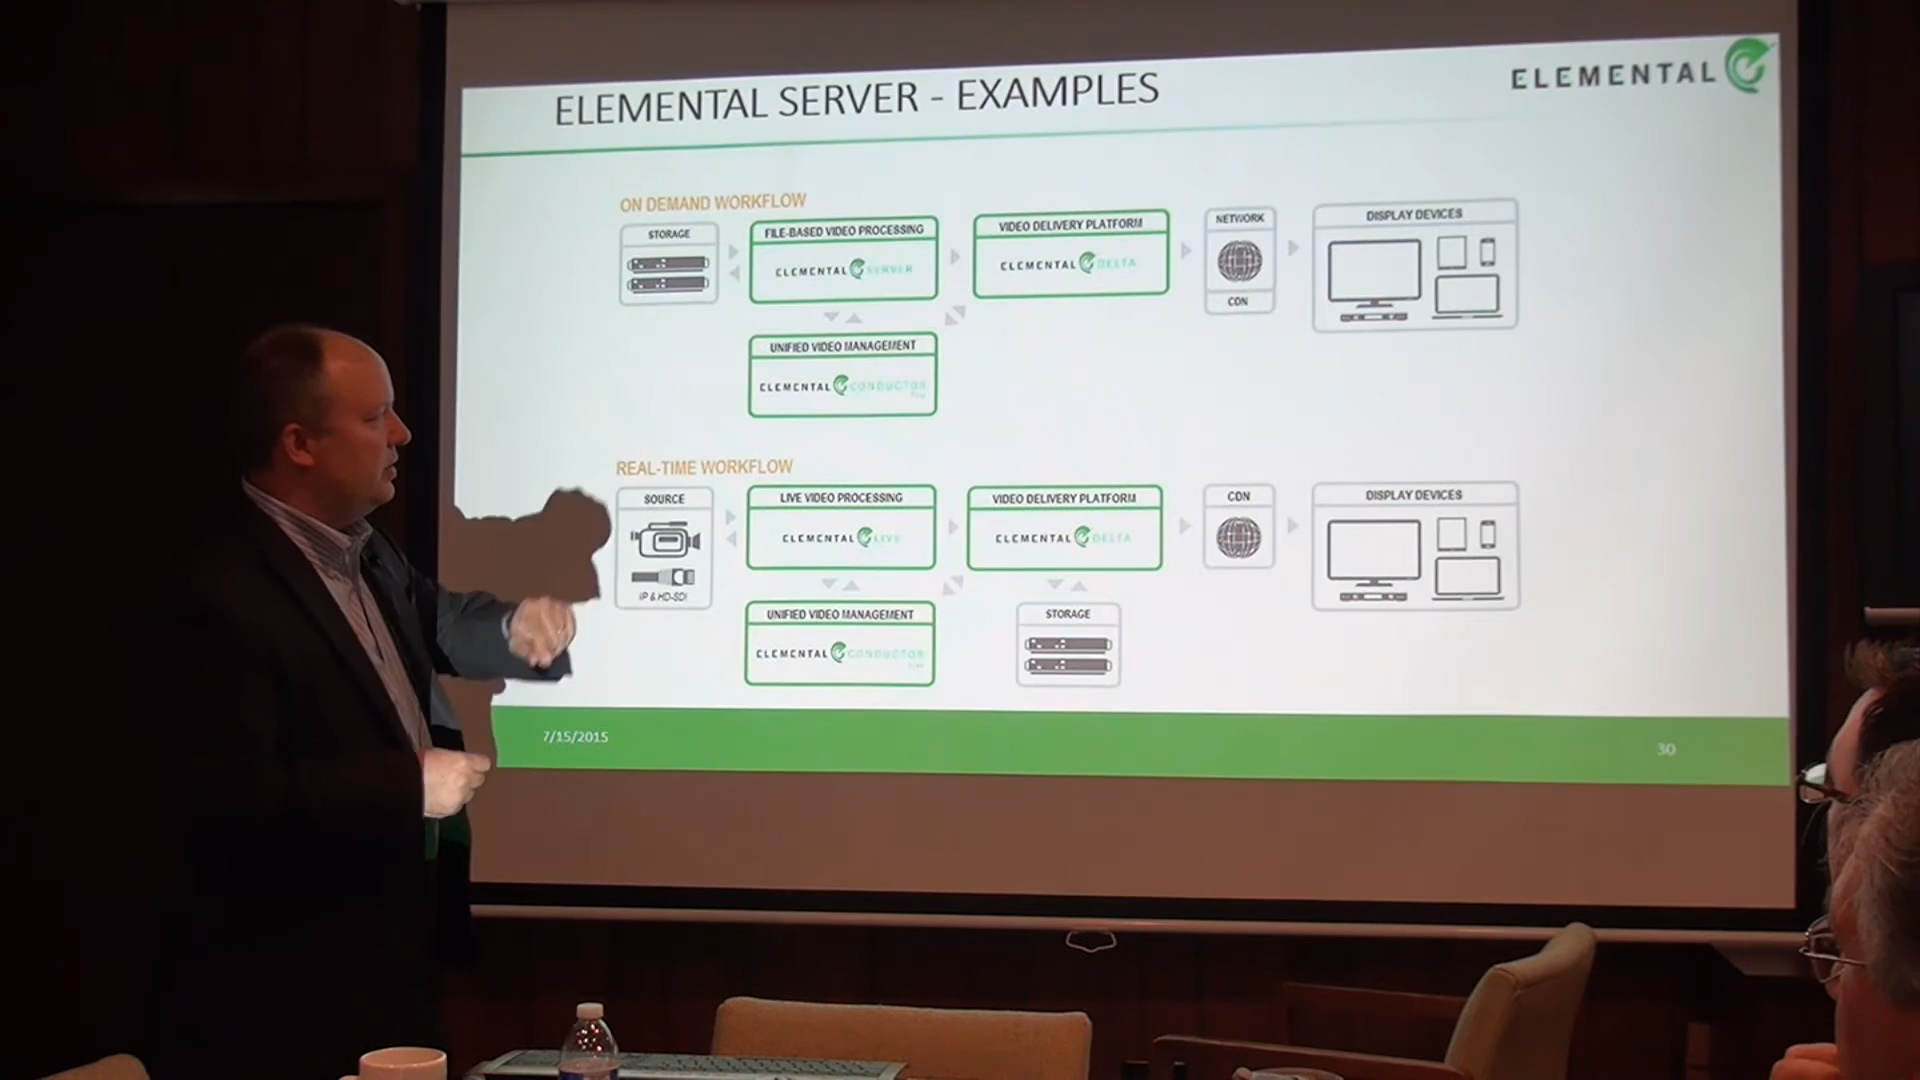 ELEMENTAL SERVER - EXAMPLES
ELEMENTAL
ON DEMAND WORKFLOW
STORAGE
FILE-BASED VIDEO PROCESSING
ELEMENTAL SERVER
VIDEO DELIVERY PLATFORM
ELEMENTAL DELTA
NETWORK
CDN
DISPLAY DEVICES
UNIFIED VIDEO MANAGEMENT
ELEMENTAL CONDUCTOR
REAL-TIME WORKFLOW
SOURCE
IP & HD-SDI
LIVE VIDEO PROCESSING
ELEMENTAL LIVE
VIDEO DELIVERY PLATFORM
ELEMENTAL DELTA
CDN
DISPLAY DEVICES
UNIFIED VIDEO MANAGEMENT
ELEMENTAL CONDUCTOR
STORAGE
7/15/2015
30